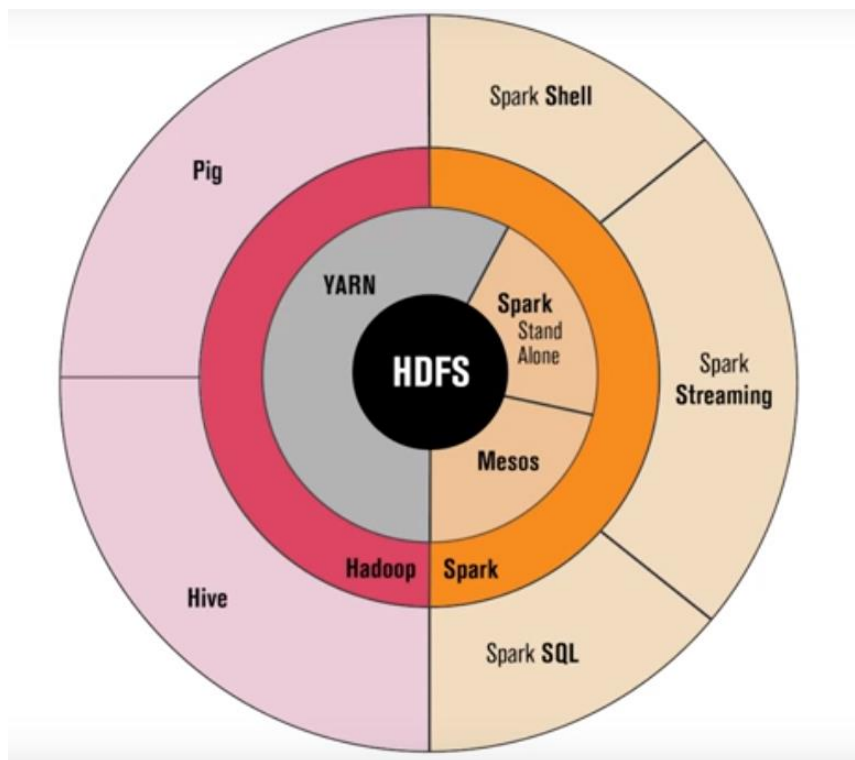 Spark Shell
Pig
YARN
Spark
Stand
Alone
HDFS
Spark
Streaming
Mesos
Hadoop
Spark
Hive
Spark SQL